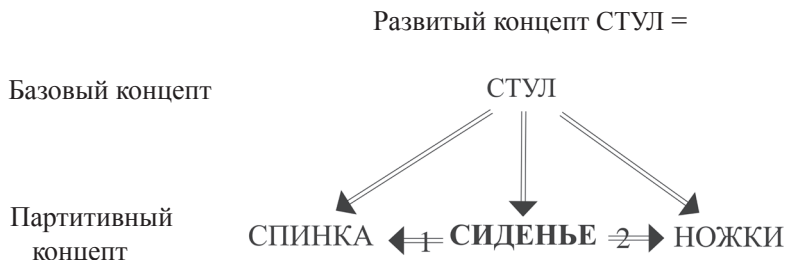 Развитый концепт СТУЛ =
Базовый концепт
СТУЛ
Партитивный
концепт
СПИНКА 1 СИДЕНЬЕ 2 НОЖКИ